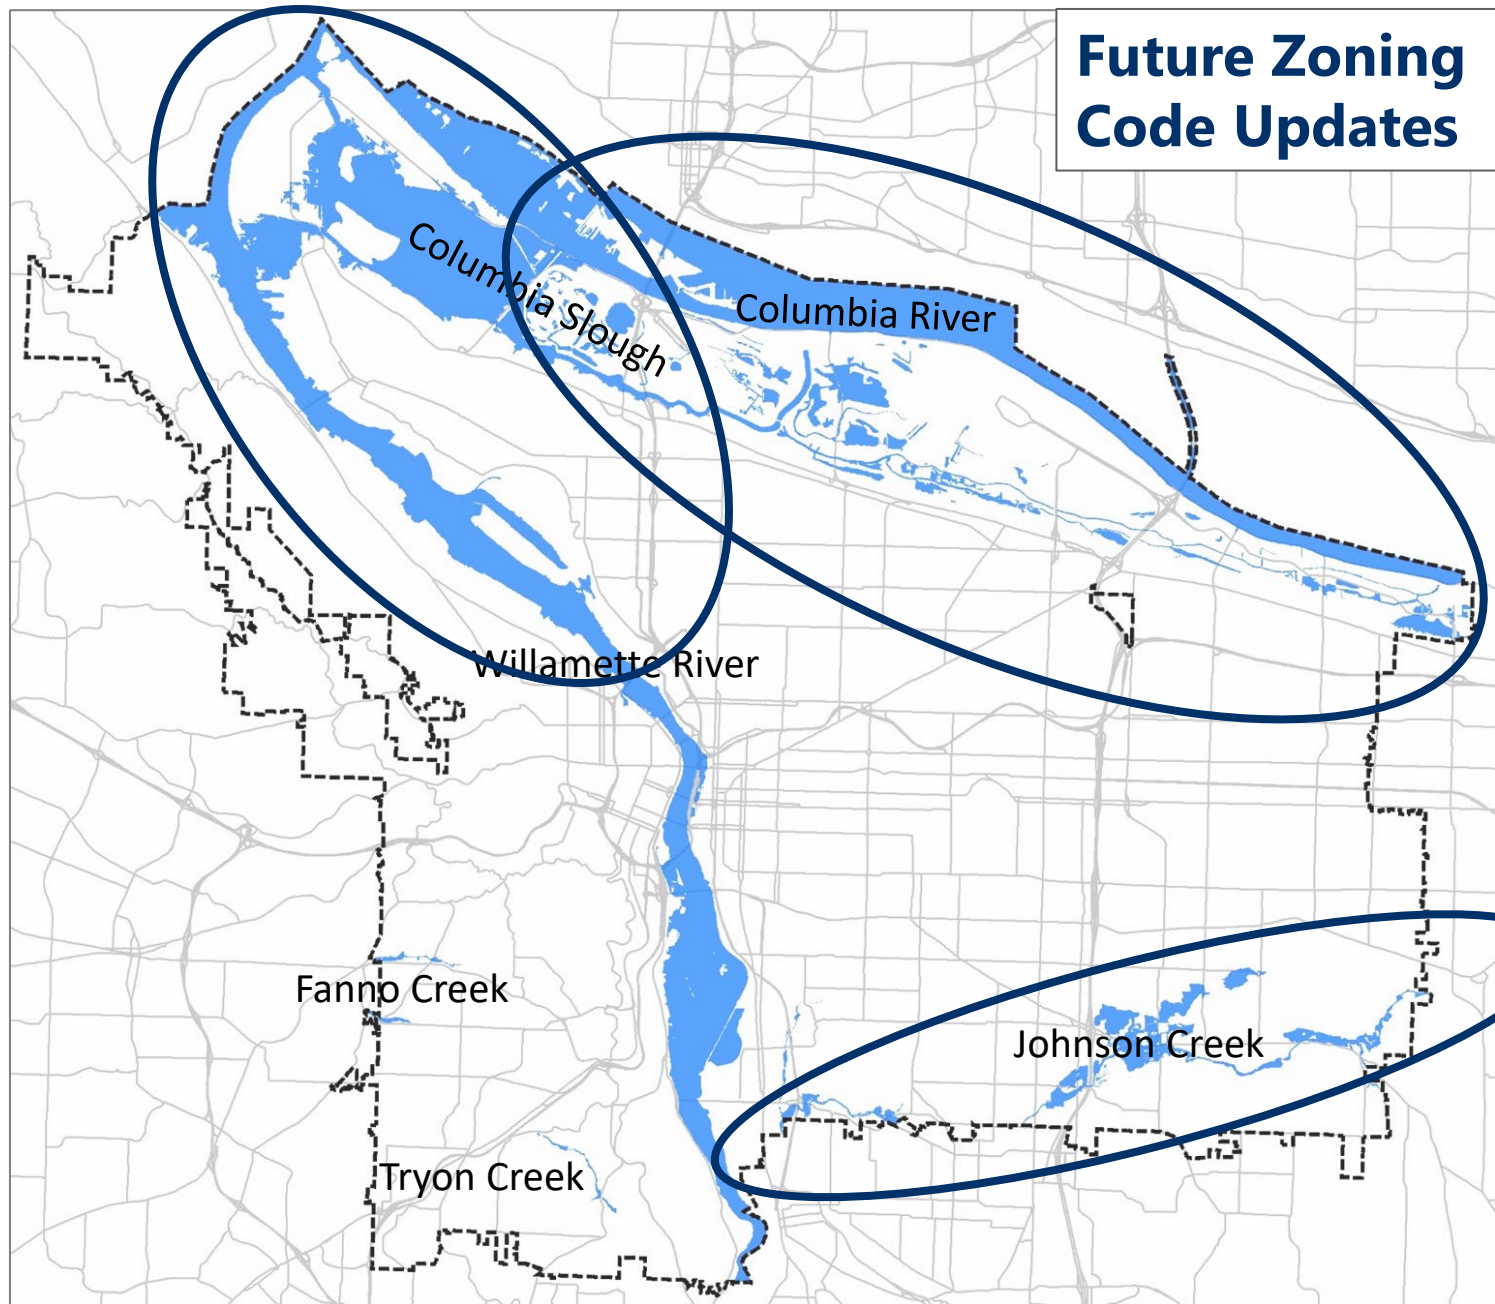 Future Zoning
Code Updates
Columbia Slough
Columbia River
Willamette River
Fanno Creek
Johnson Creek
Tryon Creek